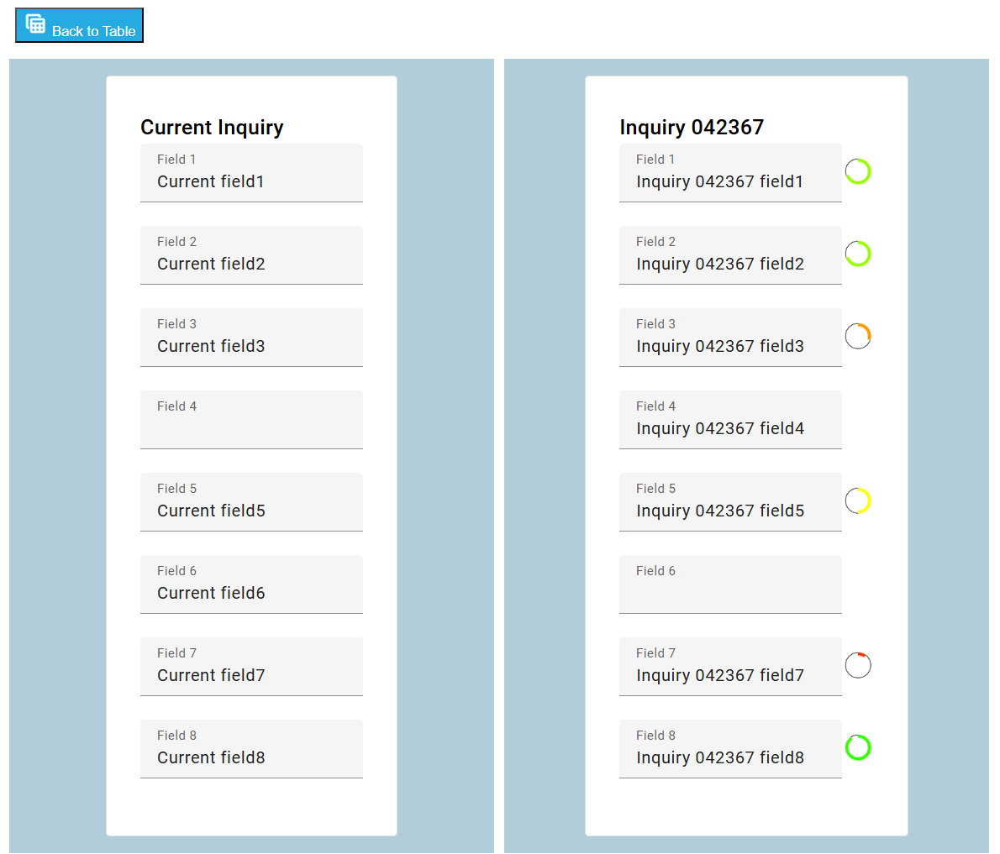 Back to Table
Current Inquiry
Field 1
Current field1
Field 2
Current field2
Field 3
Current field3
Field 4
Field 5
Current field5
Field 6
Current field6
Field 7
Current field7
Field 8
Current field8
Inquiry 042367
Field 1
Inquiry 042367 field1
Field 2
Inquiry 042367 field2
Field 3
Inquiry 042367 field3
Field 4
Inquiry 042367 field4
Field 5
Inquiry 042367 field5
Field 6
Field 7
Inquiry 042367 field7
Field 8
Inquiry 042367 field8